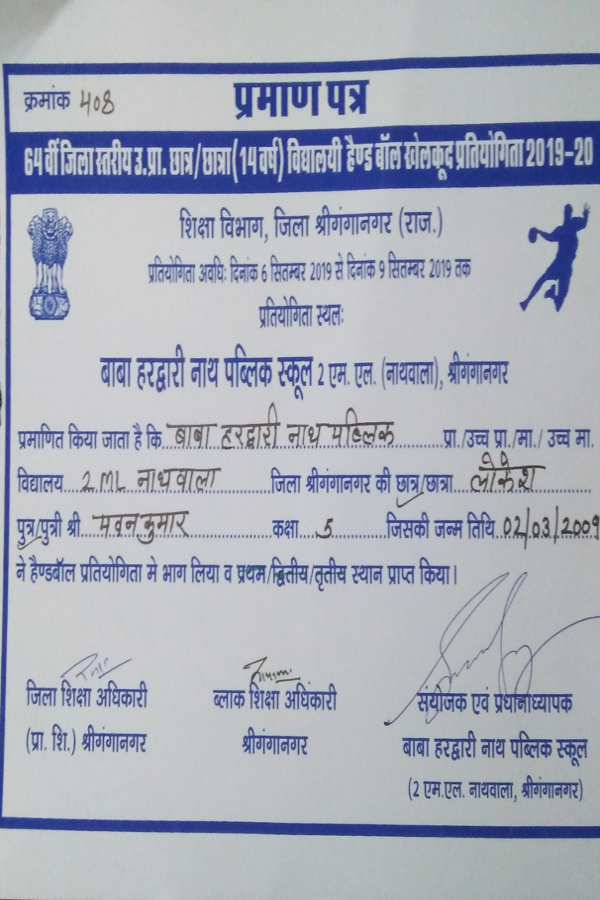 क्रमांक 408
प्रमाण पत्र
64 वीं जिला स्तरीय उ.प्रा. छात्र/छात्रा(14 वर्ष) विद्यालयी हैण्ड बॉल खेलकूद प्रतियोगिता 2019-20
शिक्षा विभाग, जिला श्रीगंगानगर (राज.)
प्रतियोगिता अवधिः दिनांक 6 सितम्बर 2019 से दिनांक 9 सितम्बर 2019 तक
प्रतियोगिता स्थलः
बाबा हरद्वारी नाथ पब्लिक स्कूल 2 एम. एल. (नाथवाला), श्रीगंगानगर
प्रमाणित किया जाता है कि बाबा हरद्वारी नाथ पब्लिक प्रा./उच्च प्रा./मा./ उच्च मा.
विद्यालय 2 ML नाथवाला जिला श्रीगंगानगर की छात्र/छात्रा लोकेश
पुत्र/पुत्री श्री पवन कुमार कक्षा 5 जिसकी जन्म तिथि 02/03/2009
ने हैण्डबॉल प्रतियोगिता मे भाग लिया व प्रथम/द्वितीय/तृतीय स्थान प्राप्त किया।
जिला शिक्षा अधिकारी
(प्रा. शि.) श्रीगंगानगर
ब्लाक शिक्षा अधिकारी
श्रीगंगानगर
संयोजक एवं प्रधानाध्यापक
बाबा हरद्वारी नाथ पब्लिक स्कूल
(2 एम.एल. नाथवाला, श्रीगंगानगर)